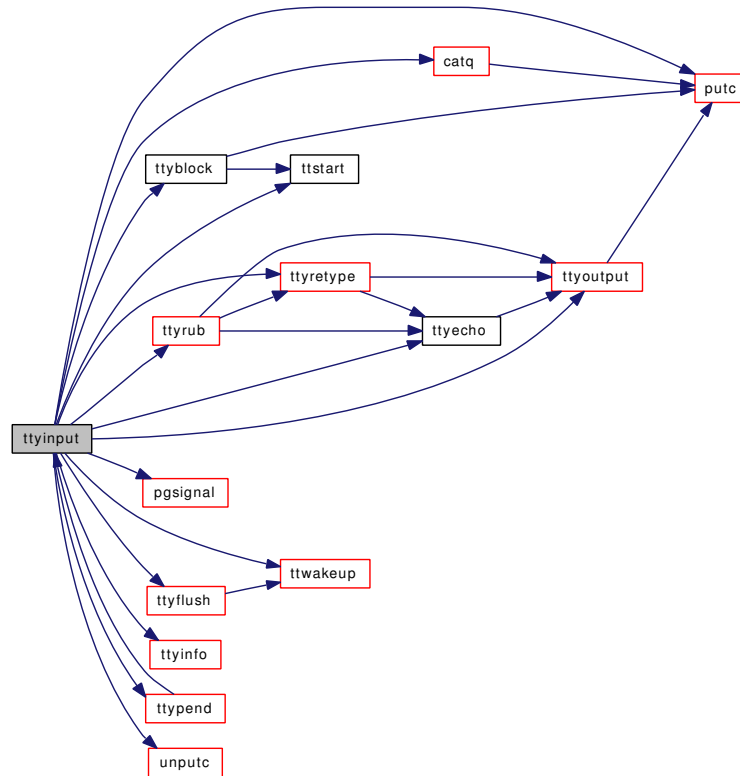 catq
putc
ttyblock
ttstart
ttyretype
ttyoutput
ttyrub
ttyecho
ttyinput
pgsignal
ttwakeup
ttyflush
ttyinfo
ttypend
unputc